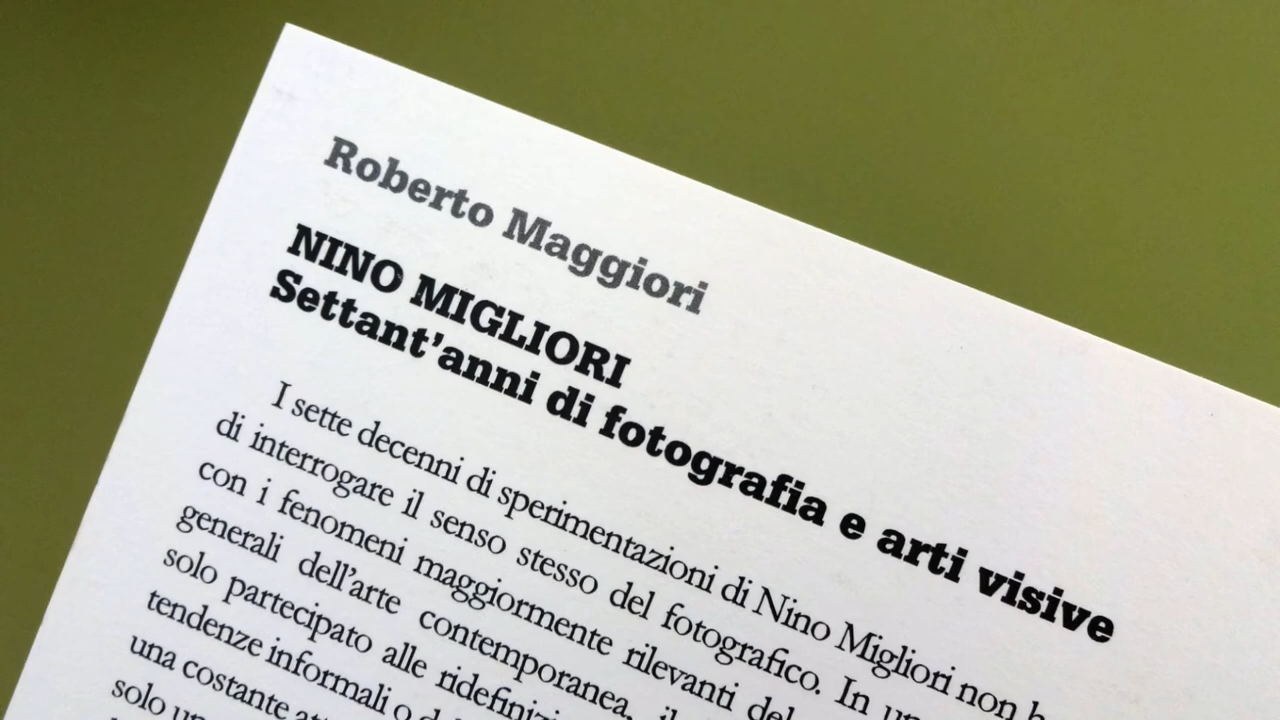 Roberto Maggiori
NINO MIGLIORI
Settant'anni di fotografia e arti visive
I sette decenni di sperimentazioni di Nino Migliori non
di interrogare il senso stesso del fotografico. In
con i fenomeni maggiormente rilevanti
generali dell'arte contemporanea,
solo partecipato alle
tendenze informali o
una costante
solo